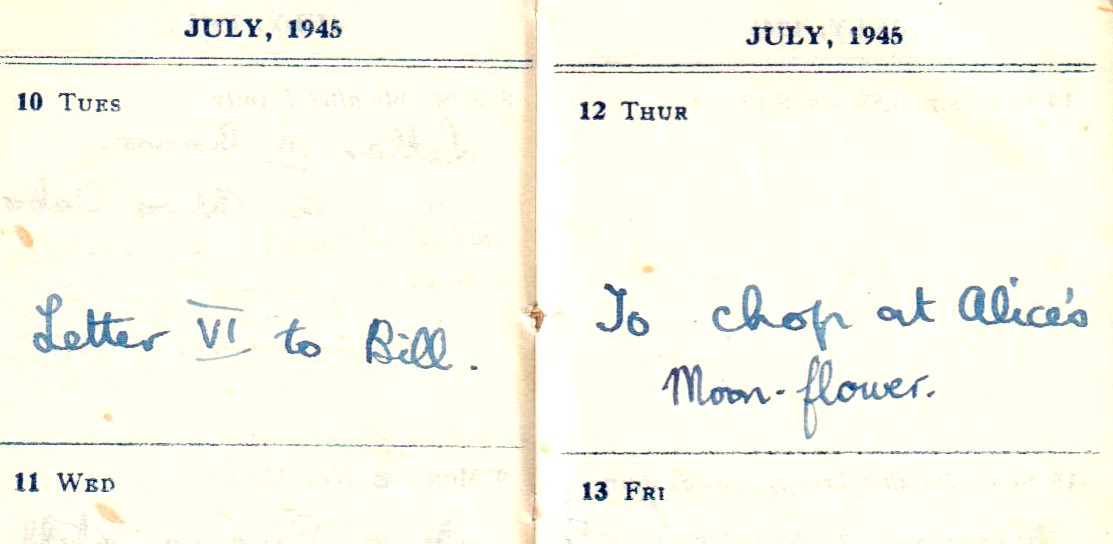 JULY, 1945
10 TUES
Letter VI to Bill.
11 WED
JULY, 1945
12 THUR
To chop at Alice's
Moon-flower.
13 FRI